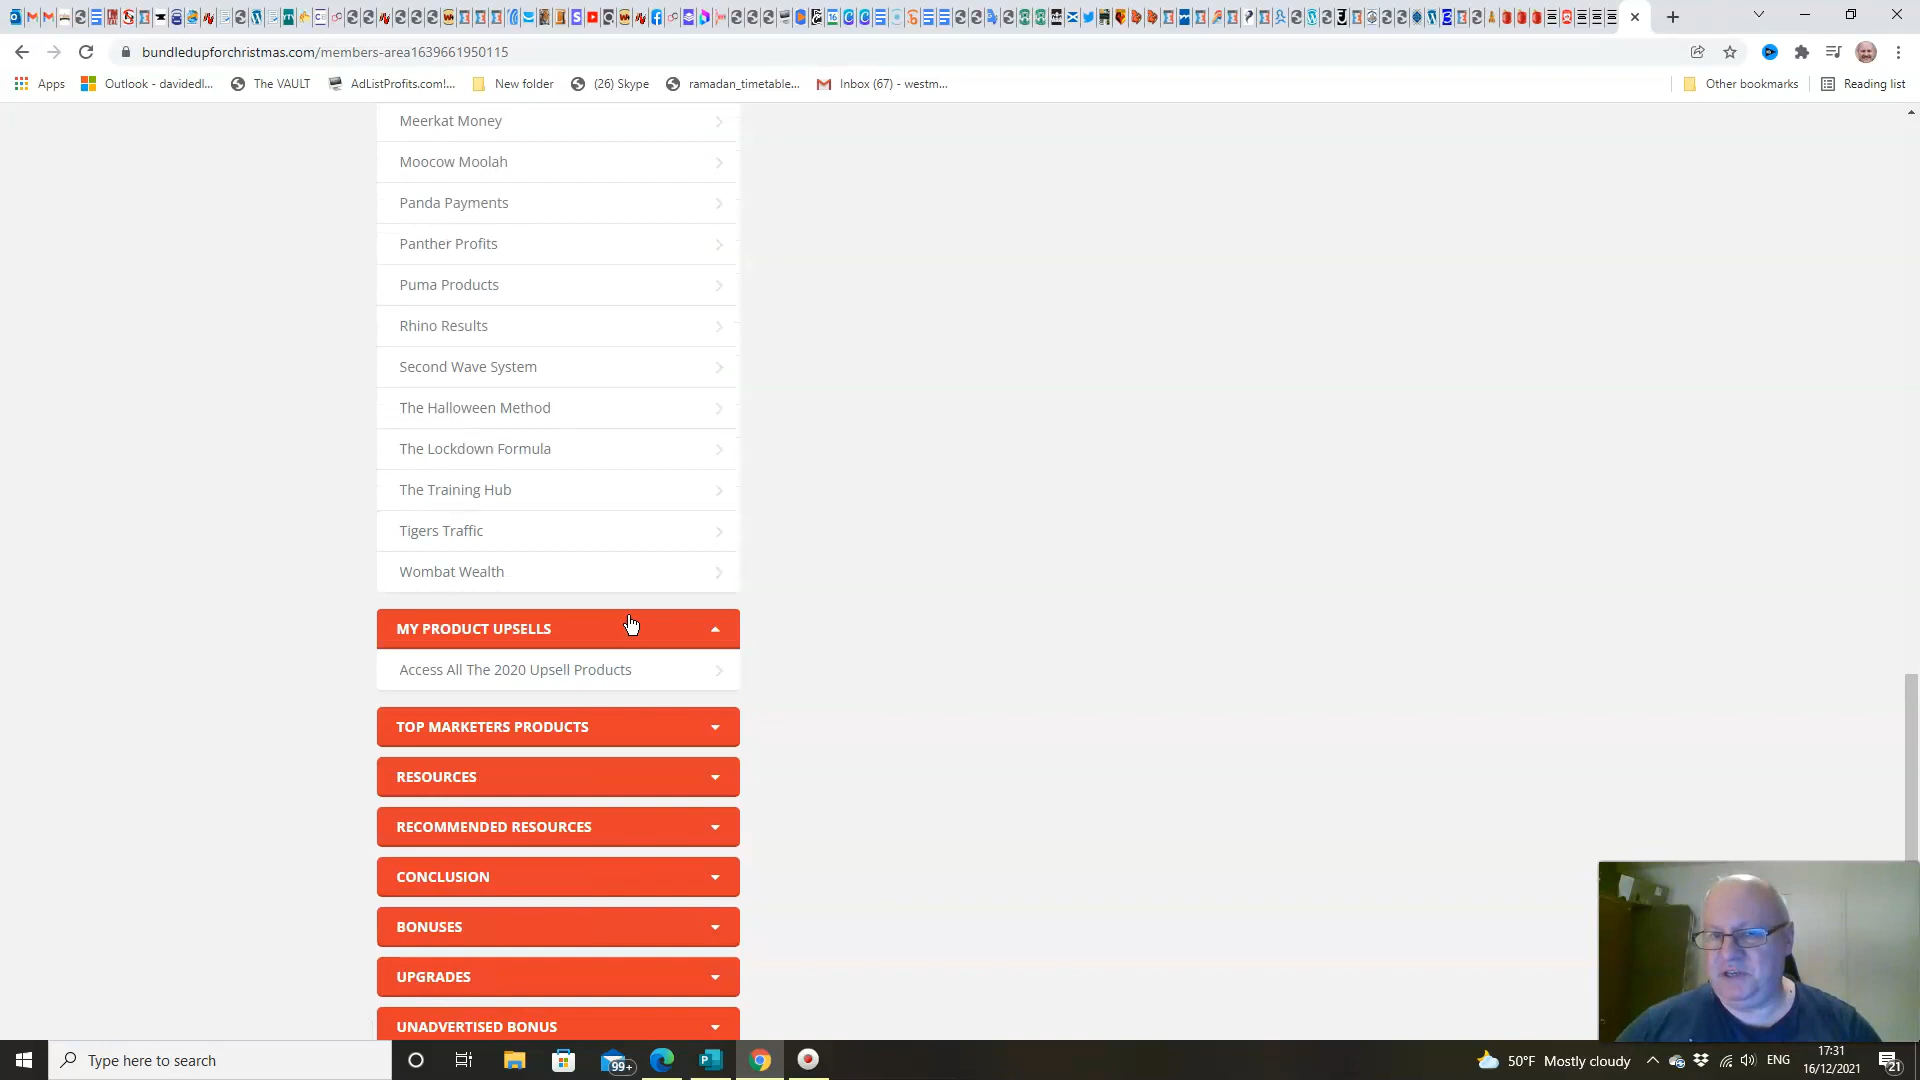 bundledupforchristmas.com/members-area1639661950115
Apps Outlook - davidedl... The VAULT AdListProfits.com!... New folder (26) Skype ramadan_timetable... Inbox (67) - westm... Other bookmarks Reading list
Meerkat Money
Moocow Moolah
Panda Payments
Panther Profits
Puma Products
Rhino Results
Second Wave System
The Halloween Method
The Lockdown Formula
The Training Hub
Tigers Traffic
Wombat Wealth
MY PRODUCT UPSELLS
Access All The 2020 Upsell Products
TOP MARKETERS PRODUCTS
RESOURCES
RECOMMENDED RESOURCES
CONCLUSION
BONUSES
UPGRADES
UNADVERTISED BONUS
Type here to search
99+
50°F Mostly cloudy
ENG
17:31
16/12/2021
21